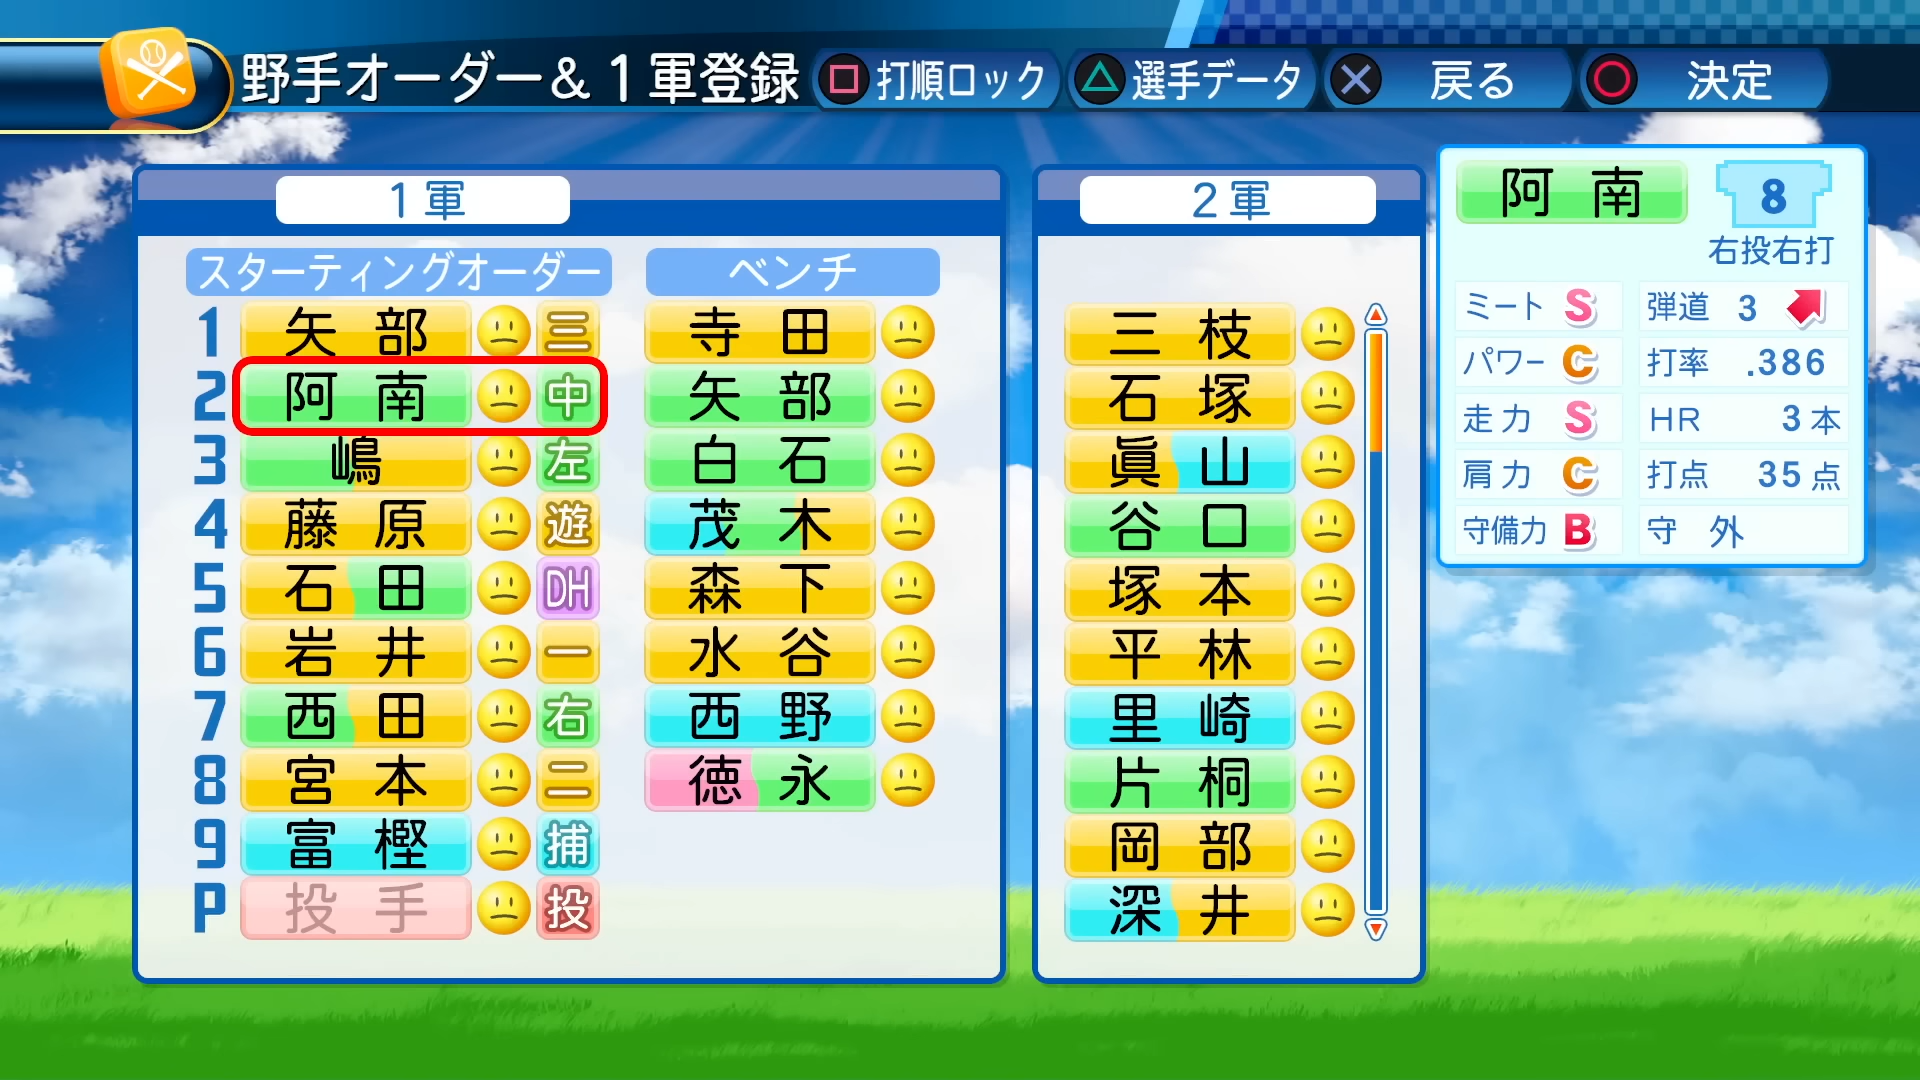 野手オーダー＆１軍登録
打順ロック
選手データ
戻る
決定
１軍
スターティングオーダー
1 矢部 三
2 阿南 中
3 嶋 左
4 藤原 遊
5 石田 DH
6 岩井 一
7 西田 右
8 宮本 二
9 富樫 捕
P 投手 投
ベンチ
寺田
矢部
白石
茂木
森下
水谷
西野
徳永
２軍
三枝
石塚
眞山
谷口
塚本
平林
里崎
片桐
岡部
深井
阿南 8
右投右打
ミート S 弾道 3
パワー C 打率 .386
走力 S HR 3本
肩力 C 打点 35点
守備力 B 守 外